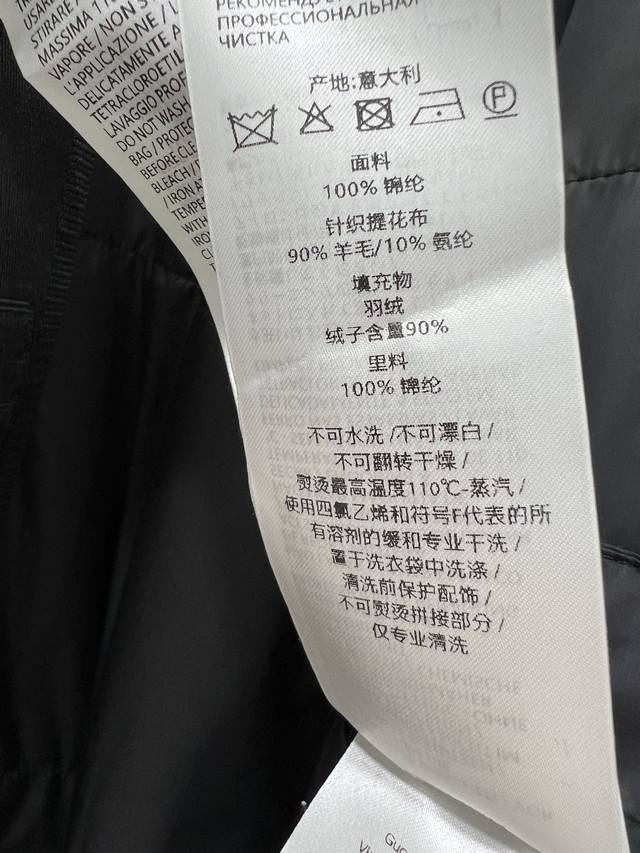 USARE
STIRARE A
MASSIMA 110
VAPORE / NON S
L'APPLICAZIONE / L
DELICATAMENTE A
TETRACLOROETIL
LAVAGGIO PROF
DO NOT WASH
BAG / PROTEC
BEFORE CLE
BLEACH / D
/ IRON A
TEMPE
WITH
IRO
ПРОФЕССИОНАЛЬНАЯ
ЧИСТКА
产地:意大利
P
面料
100% 锦纶
针织提花布
90% 羊毛/10% 氨纶
填充物
羽绒
绒子含量90%
里料
100% 锦纶
不可水洗 /不可漂白 /
不可翻转干燥 /
熨烫最高温度110℃-蒸汽 /
使用四氯乙烯和符号F代表的所
有溶剂的缓和专业干洗 /
置于洗衣袋中洗涤 /
清洗前保护配饰 /
不可熨烫拼接部分 /
仅专业清洗